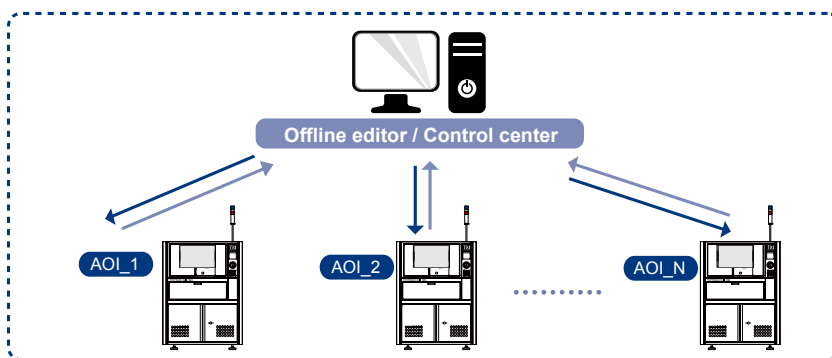 Offline editor / Control center
AOI_1
AOI_2
AOI_N